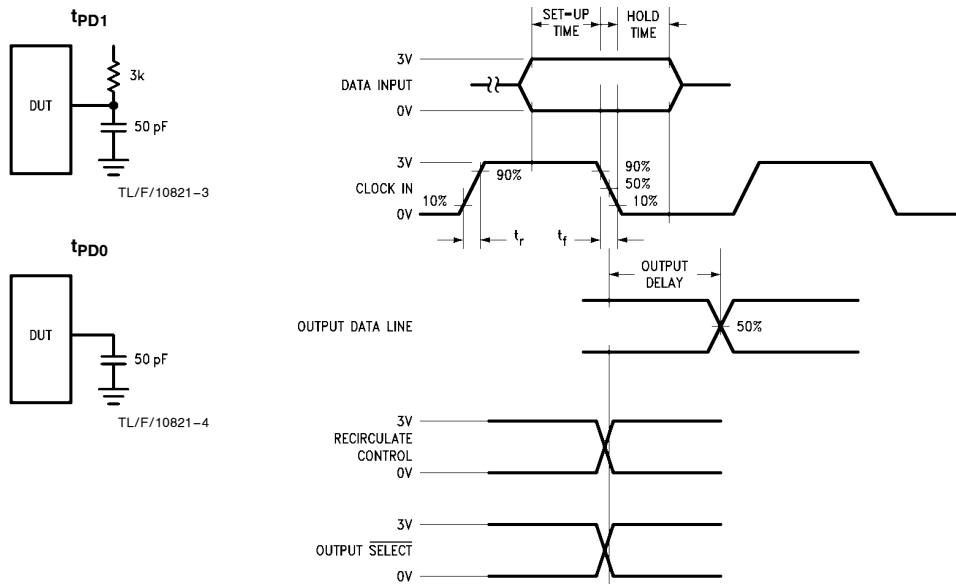 tPD1
DUT
3k
50 pF
TL/F/10821-3
tPD0
DUT
50 pF
TL/F/10821-4
SET-UP TIME
HOLD TIME
3V
DATA INPUT
0V
3V
CLOCK IN
0V
10%
90%
90%
50%
10%
tr
tf
OUTPUT DELAY
OUTPUT DATA LINE
50%
3V
RECIRCULATE CONTROL
0V
3V
OUTPUT SELECT
0V